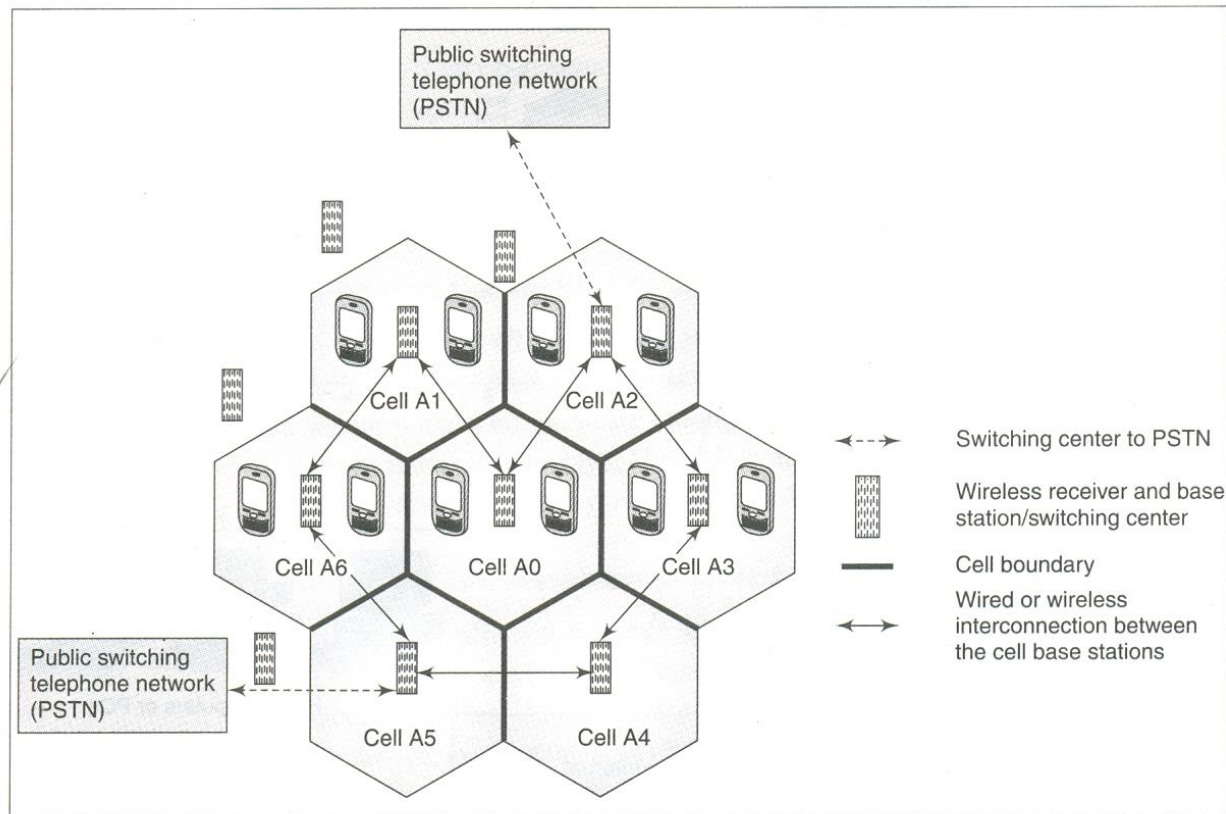 Public switching
telephone network
(PSTN)
Cell A1
Cell A2
Cell A6
Cell A0
Cell A3
Cell A5
Cell A4
Public switching
telephone network
(PSTN)
Switching center to PSTN
Wireless receiver and base
station/switching center
Cell boundary
Wired or wireless
interconnection between
the cell base stations